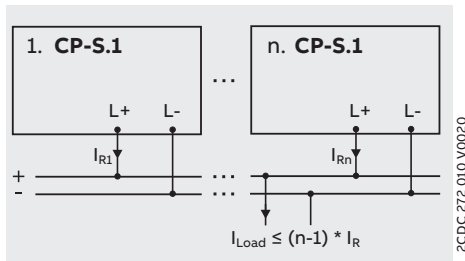 1. CP-S.1
n. CP-S.1
...
L+ L-
L+ L-
I_R1
I_Rn
+ ...
- ...
I_Load ≤ (n-1) * I_R
2CDC 272 010 V0020